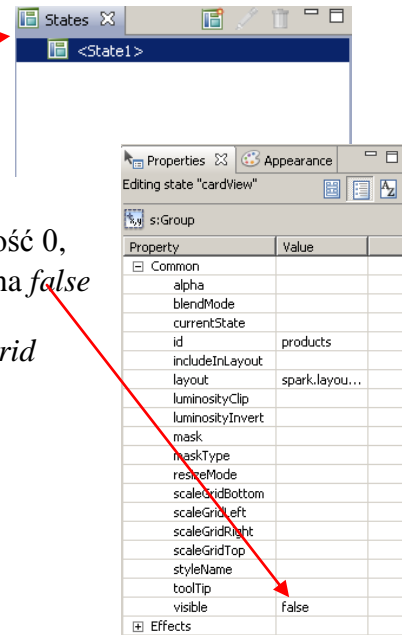 States
<State1>
Properties Appearance
Editing state "cardView"
s:Group
ość 0,
na false
rid
Property Value
Common
alpha
blendMode
currentState
id products
includeInLayout
layout spark.layou...
luminosityClip
luminosityInvert
mask
maskType
resizeMode
scaleGridBottom
scaleGridLeft
scaleGridRight
scaleGridTop
styleName
toolTip
visible false
Effects